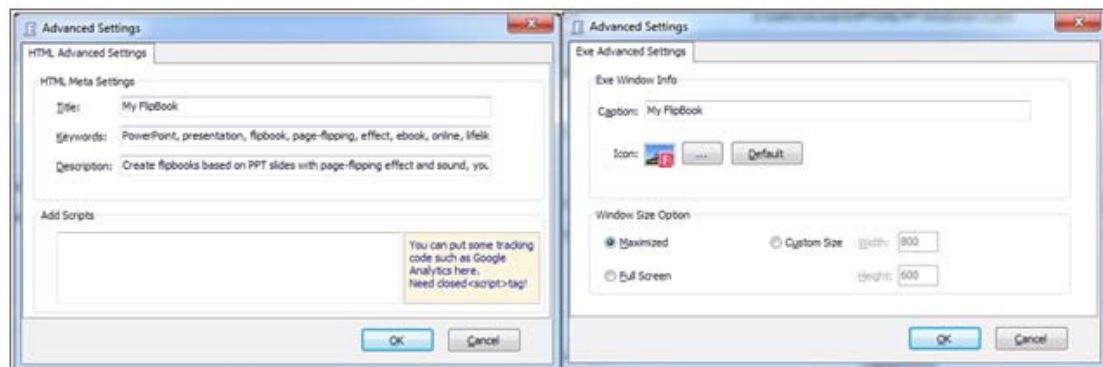 Advanced Settings
HTML Advanced Settings
HTML Meta Settings
Title: My FlipBook
Keywords: PowerPoint, presentation, flipbook, page-flipping, effect, ebook, online, lifelik
Description: Create flipbooks based on PPT slides with page-flipping effect and sound, you
Add Scripts
You can put some tracking
code such as Google
Analytics here.
Need closed<script>tag!
OK Cancel
Advanced Settings
Exe Advanced Settings
Exe Window Info
Caption: My FlipBook
Icon: ... Default
Window Size Option
Maximized Custom Size Width: 800
Full Screen Height: 600
OK Cancel